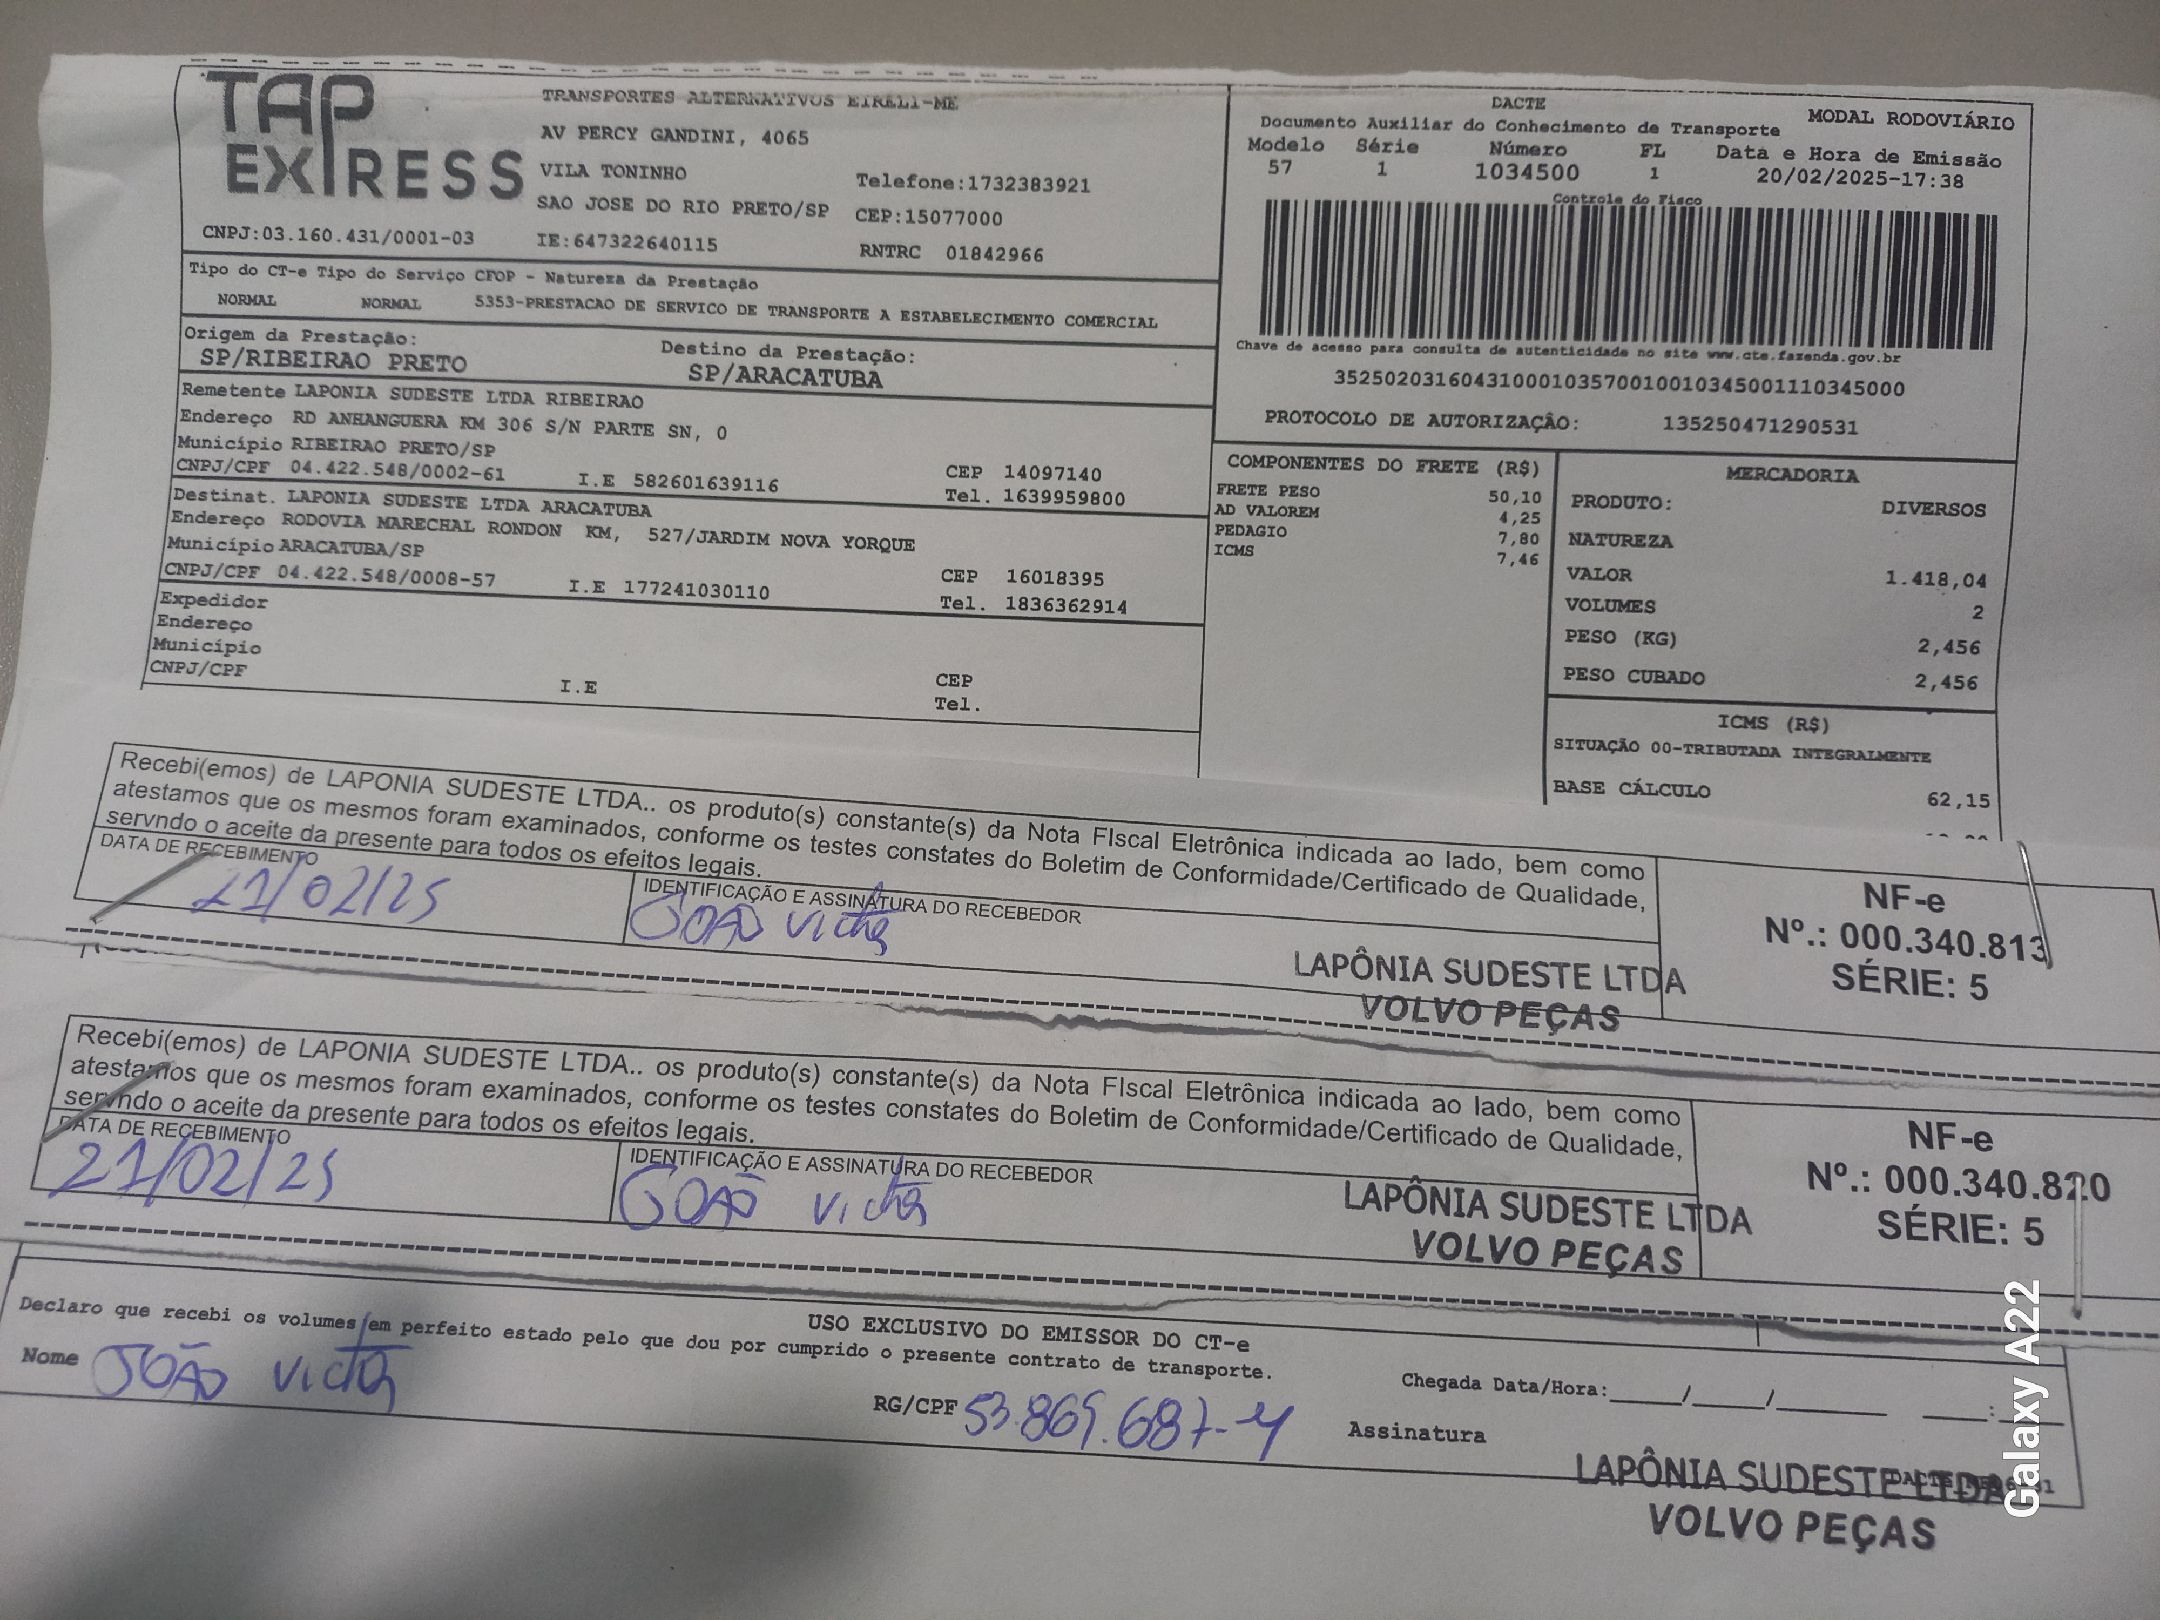 TAP EXPRESS
TRANSPORTES ALTERNATIVOS EIRELI-ME
AV PERCY GANDINI, 4065
VILA TONINHO
Telefone:1732383921
SAO JOSE DO RIO PRETO/SP CEP:15077000
CNPJ:03.160.431/0001-03 IE:647322640115 RNTRC 01842966
DACTE
MODAL RODOVIÁRIO
Documento Auxiliar do Conhecimento de Transporte
Modelo Série Número FL Data e Hora de Emissão
57 1 1034500 1 20/02/2025-17:38
Controle do Fisco
Chave de acesso para consulta de autenticidade no site www.cte.fazenda.gov.br
35250203160431000103570010010345001110345000
PROTOCOLO DE AUTORIZAÇÃO: 135250471290531
Tipo do CT-e Tipo do Serviço CFOP - Natureza da Prestação
NORMAL NORMAL 5353-PRESTACAO DE SERVICO DE TRANSPORTE A ESTABELECIMENTO COMERCIAL
Origem da Prestação: Destino da Prestação:
SP/RIBEIRAO PRETO SP/ARACATUBA
Remetente LAPONIA SUDESTE LTDA RIBEIRAO
Endereço RD ANHANGUERA KM 306 S/N PARTE SN, 0
Município RIBEIRAO PRETO/SP CEP 14097140
CNPJ/CPF 04.422.548/0002-61 I.E 582601639116 Tel. 1639959800
Destinat. LAPONIA SUDESTE LTDA ARACATUBA
Endereço RODOVIA MARECHAL RONDON KM, 527/JARDIM NOVA YORQUE
Município ARACATUBA/SP CEP 16018395
CNPJ/CPF 04.422.548/0008-57 I.E 177241030110 Tel. 1836362914
Expedidor
Endereço
Município CEP
CNPJ/CPF I.E Tel.
COMPONENTES DO FRETE (R$)
FRETE PESO 50,10
AD VALOREM 4,25
PEDAGIO 7,80
ICMS 7,46
MERCADORIA
PRODUTO: DIVERSOS
NATUREZA
VALOR 1.418,04
VOLUMES 2
PESO (KG) 2,456
PESO CUBADO 2,456
ICMS (R$)
SITUAÇÃO 00-TRIBUTADA INTEGRALMENTE
BASE CÁLCULO 62,15
Recebi(emos) de LAPONIA SUDESTE LTDA.. os produto(s) constante(s) da Nota FIscal Eletrônica indicada ao lado, bem como
atestamos que os mesmos foram examinados, conforme os testes constates do Boletim de Conformidade/Certificado de Qualidade,
servndo o aceite da presente para todos os efeitos legais.
DATA DE RECEBIMENTO IDENTIFICAÇÃO E ASSINATURA DO RECEBEDOR
21/02/25 JOÃO VICTOR
LAPÔNIA SUDESTE LTDA
VOLVO PEÇAS
NF-e
Nº.: 000.340.813
SÉRIE: 5
Recebi(emos) de LAPONIA SUDESTE LTDA.. os produto(s) constante(s) da Nota FIscal Eletrônica indicada ao lado, bem como
atestamos que os mesmos foram examinados, conforme os testes constates do Boletim de Conformidade/Certificado de Qualidade,
servndo o aceite da presente para todos os efeitos legais.
DATA DE RECEBIMENTO IDENTIFICAÇÃO E ASSINATURA DO RECEBEDOR
21/02/25 JOÃO VICTOR
LAPÔNIA SUDESTE LTDA
VOLVO PEÇAS
NF-e
Nº.: 000.340.820
SÉRIE: 5
USO EXCLUSIVO DO EMISSOR DO CT-e
Declaro que recebi os volumes em perfeito estado pelo que dou por cumprido o presente contrato de transporte.
Nome JOÃO VICTOR RG/CPF 53.869.687-4
Chegada Data/Hora:____/____/______ ____:____
Assinatura
LAPÔNIA SUDESTE LTDA
VOLVO PEÇAS
Galaxy A22